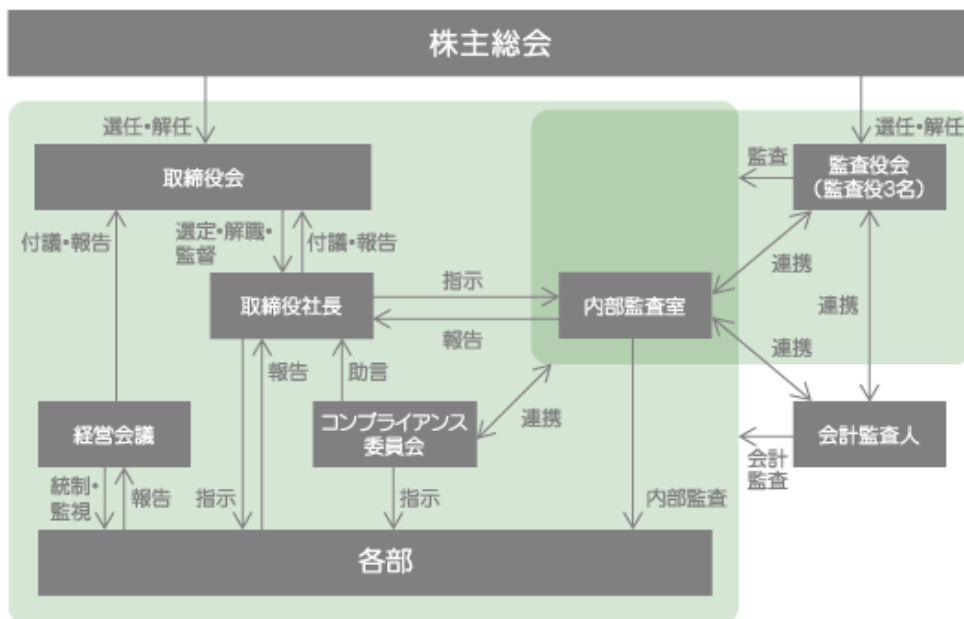 株主総会
選任・解任
選任・解任
取締役会
監査
監査役会
(監査役3名)
付議・報告
選定・解職・
監督
付議・報告
連携
取締役社長
指示
内部監査室
連携
報告
連携
報告
助言
経営会議
コンプライアンス
委員会
連携
会計監査人
会計
監査
統制・
監視
報告
指示
指示
内部監査
各部